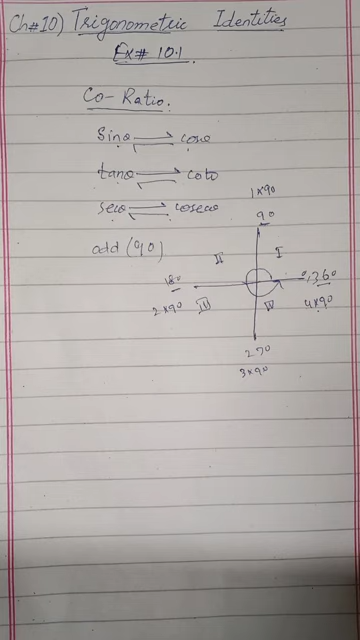 Ch#10) Trigonometric Identities
Ex# 10.1
Co-Ratio.
Sinθ ⇌ cosθ
tanθ ⇌ cotθ
secθ ⇌ cosecθ
1×90
90
odd (90)
II I
180 0,360
2×90 III IV 4×90
270
3×90